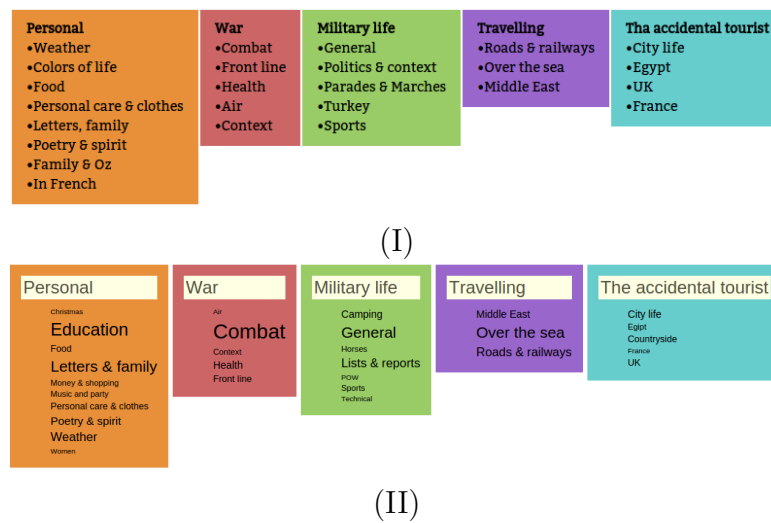 Personal
•Weather
•Colors of life
•Food
•Personal care & clothes
•Letters, family
•Poetry & spirit
•Family & Oz
•In French
War
•Combat
•Front line
•Health
•Air
•Context
Military life
•General
•Politics & context
•Parades & Marches
•Turkey
•Sports
Travelling
•Roads & railways
•Over the sea
•Middle East
Tha accidental tourist
•City life
•Egypt
•UK
•France
(I)
Personal
Christmas
Education
Food
Letters & family
Money & shopping
Music and party
Personal care & clothes
Poetry & spirit
Weather
Women
War
Air
Combat
Context
Health
Front line
Military life
Camping
General
Horses
Lists & reports
POW
Sports
Technical
Travelling
Middle East
Over the sea
Roads & railways
The accidental tourist
City life
Egipt
Countryside
France
UK
(II)